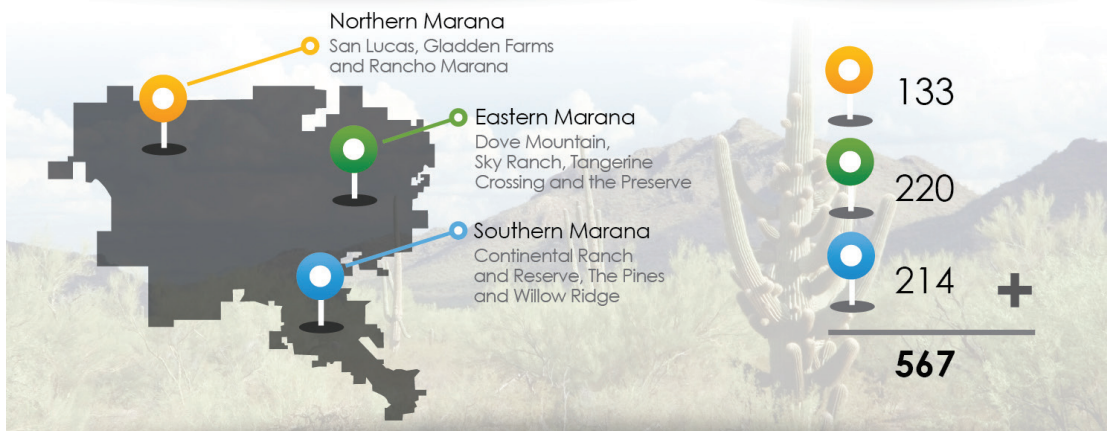 Northern Marana
San Lucas, Gladden Farms
and Rancho Marana
Eastern Marana
Dove Mountain,
Sky Ranch, Tangerine
Crossing and the Preserve
Southern Marana
Continental Ranch
and Reserve, The Pines
and Willow Ridge
133
220
214 +
567